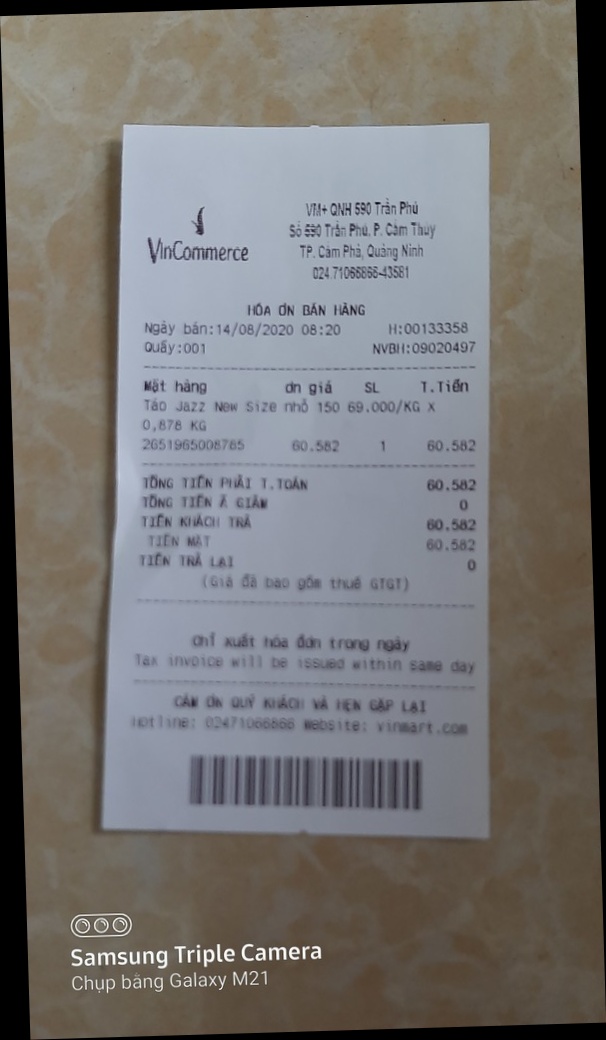 VinCommerce
VM+ QNH 590 Trần Phú
Số 590 Trần Phú, P. Cẩm Thủy
TP. Cẩm Phả, Quảng Ninh
024.71066866-43581
HÓA ƠN BÁN HÀNG
Ngày bán:14/08/2020 08:20 H:00133358
Quầy:001 NVBH:09020497
Mặt hàng ơn giá SL T.Tiền
Táo Jazz New Size nhỏ 150 69.000/KG X
0,878 KG
2651965008785 60.582 1 60.582
TỔNG TIỀN PHẢI T.TOÁN 60.582
TỔNG TIỀN Ã GIẢM 0
TIỀN KHÁCH TRẢ 60.582
TIỀN MẶT 60.582
TIỀN TRẢ LẠI 0
(Giá đã bao gồm thuế GTGT)
Chỉ xuất hóa đơn trong ngày
Tax invoice will be issued within same day
CẢM ƠN QUÝ KHÁCH VÀ HẸN GẶP LẠI
Hotline: 02471066866 Website: vinmart.com
Samsung Triple Camera
Chụp bằng Galaxy M21